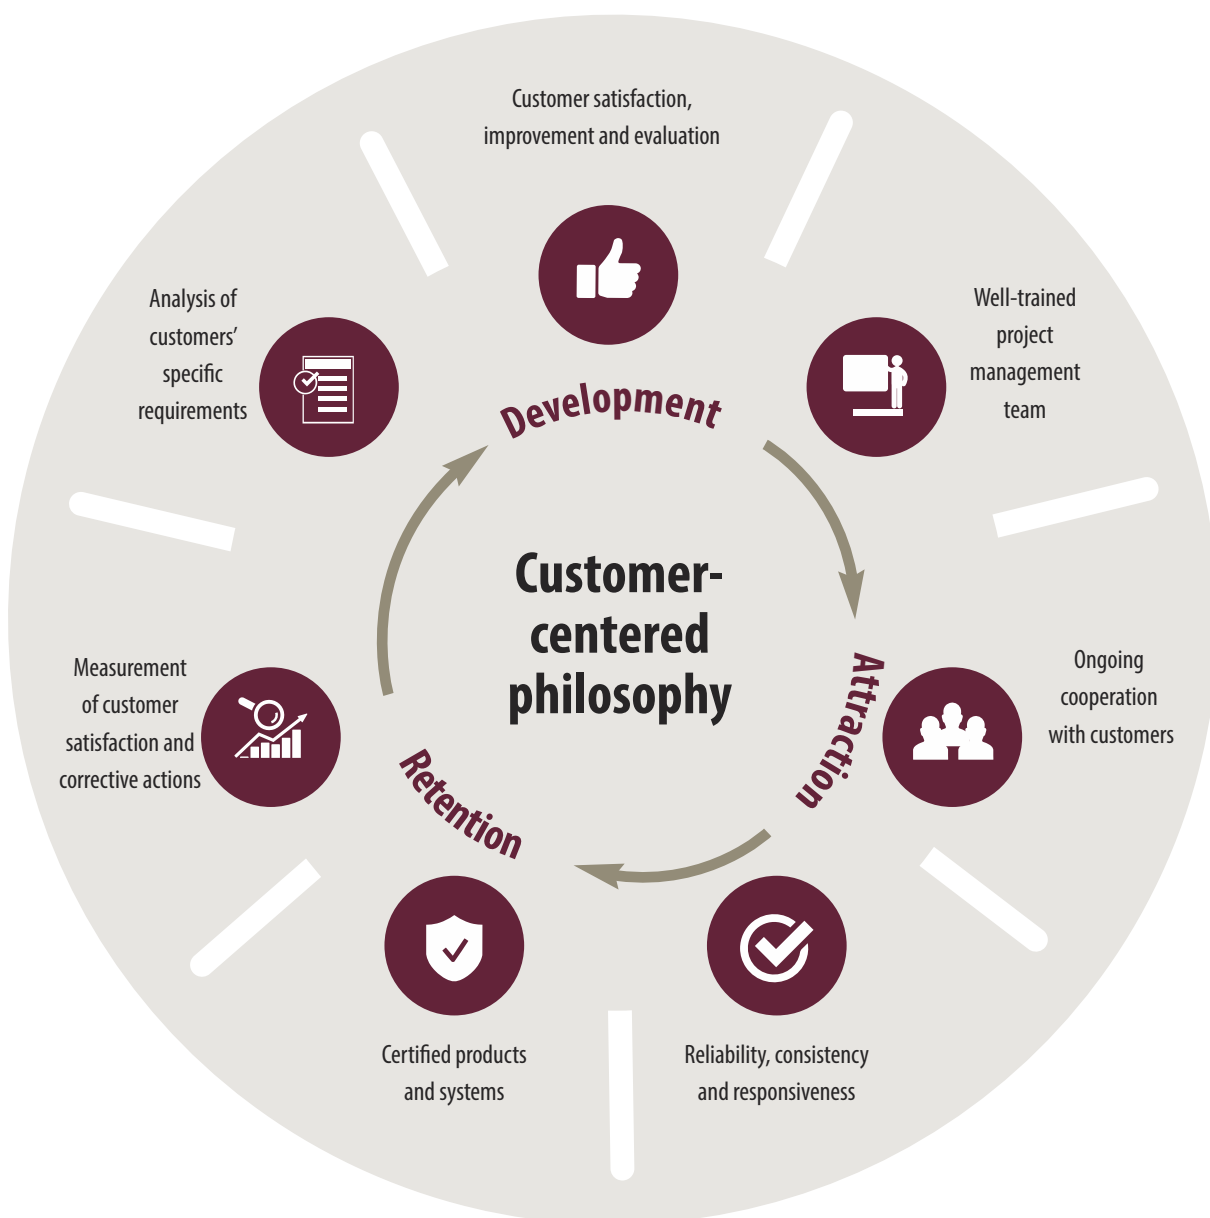 Customer satisfaction,
improvement and evaluation
Well-trained
project
management
team
Ongoing
cooperation
with customers
Reliability, consistency
and responsiveness
Certified products
and systems
Measurement
of customer
satisfaction and
corrective actions
Analysis of
customers’
specific
requirements
Development
Attraction
Retention
Customer-
centered
philosophy